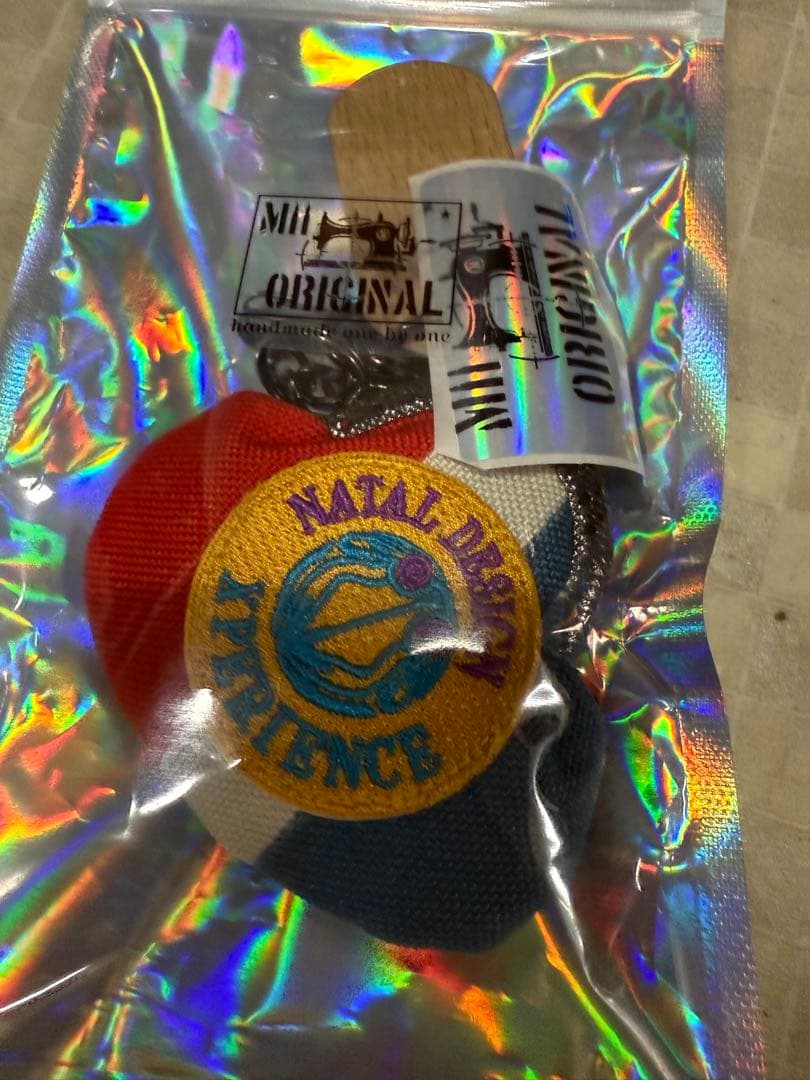 MII
ORIGINAL
handmade one by one
MII
ORIGINAL
NATAL DESIGN
XPERIENCE